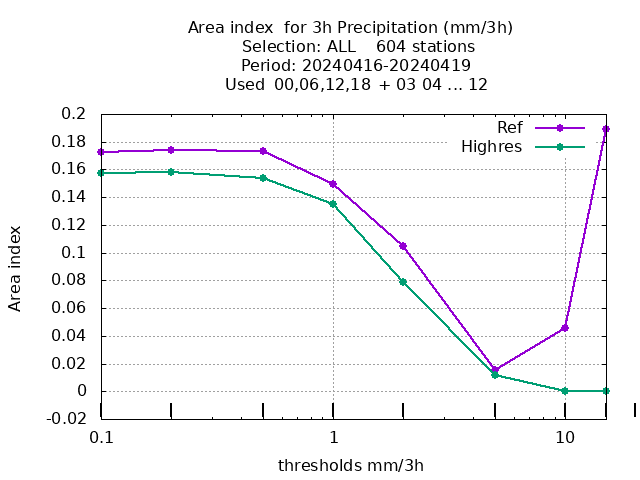 Area index  for 3h Precipitation (mm/3h)
Selection: ALL    604 stations
Period: 20240416-20240419
Used  00,06,12,18 + 03 04 ... 12
Ref
Highres
0.2
0.18
0.16
0.14
0.12
0.1
0.08
0.06
0.04
0.02
0
-0.02
Area index
0.1 1 10
thresholds mm/3h